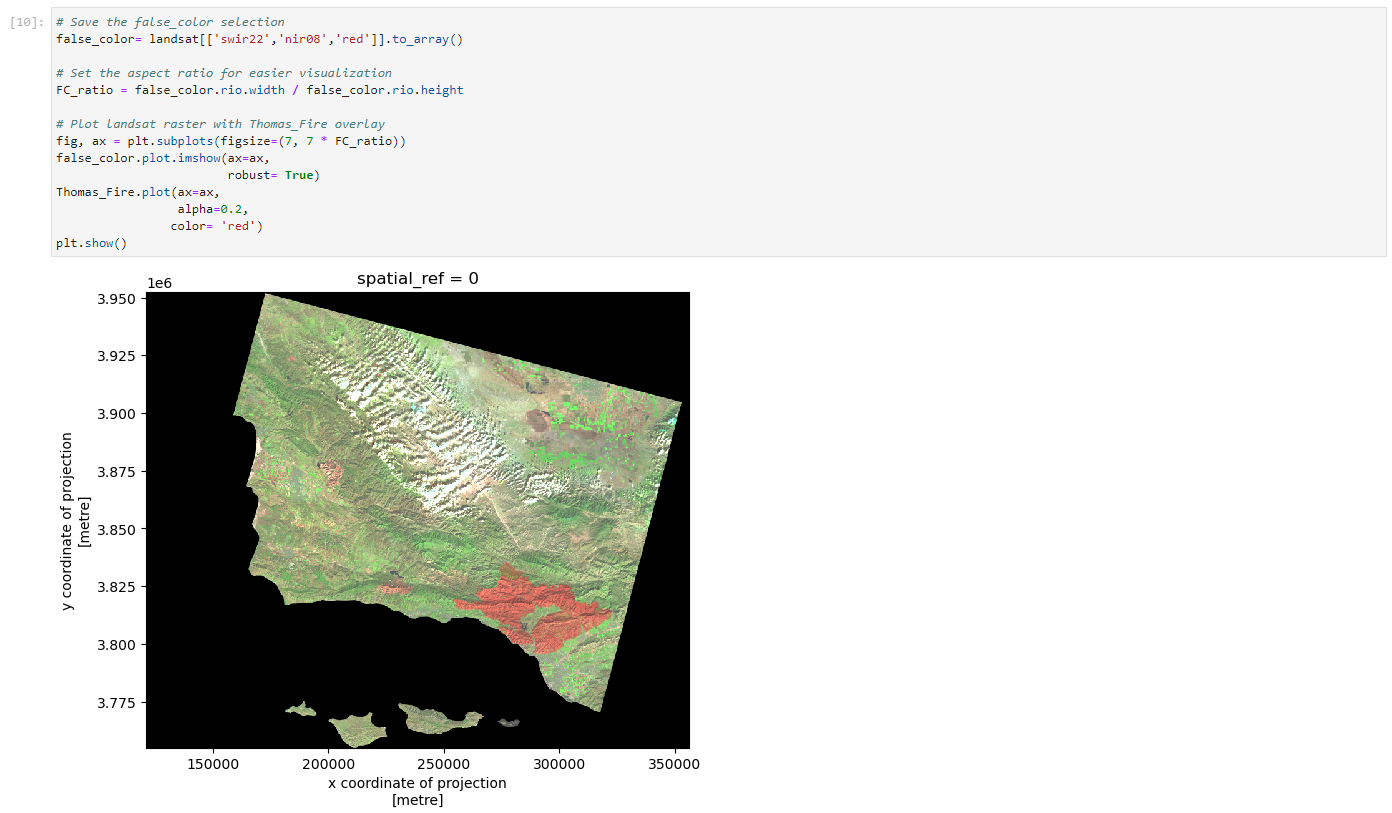 [10]:
# Save the false_color selection
false_color= landsat[['swir22','nir08','red']].to_array()
# Set the aspect ratio for easier visualization
FC_ratio = false_color.rio.width / false_color.rio.height
# Plot landsat raster with Thomas_Fire overlay
fig, ax = plt.subplots(figsize=(7, 7 * FC_ratio))
false_color.plot.imshow(ax=ax,
robust= True)
Thomas_Fire.plot(ax=ax,
alpha=0.2,
color= 'red')
plt.show()
spatial_ref = 0
1e6
3.950
3.925
3.900
3.875
3.850
3.825
3.800
3.775
y coordinate of projection
[metre]
150000 200000 250000 300000 350000
x coordinate of projection
[metre]